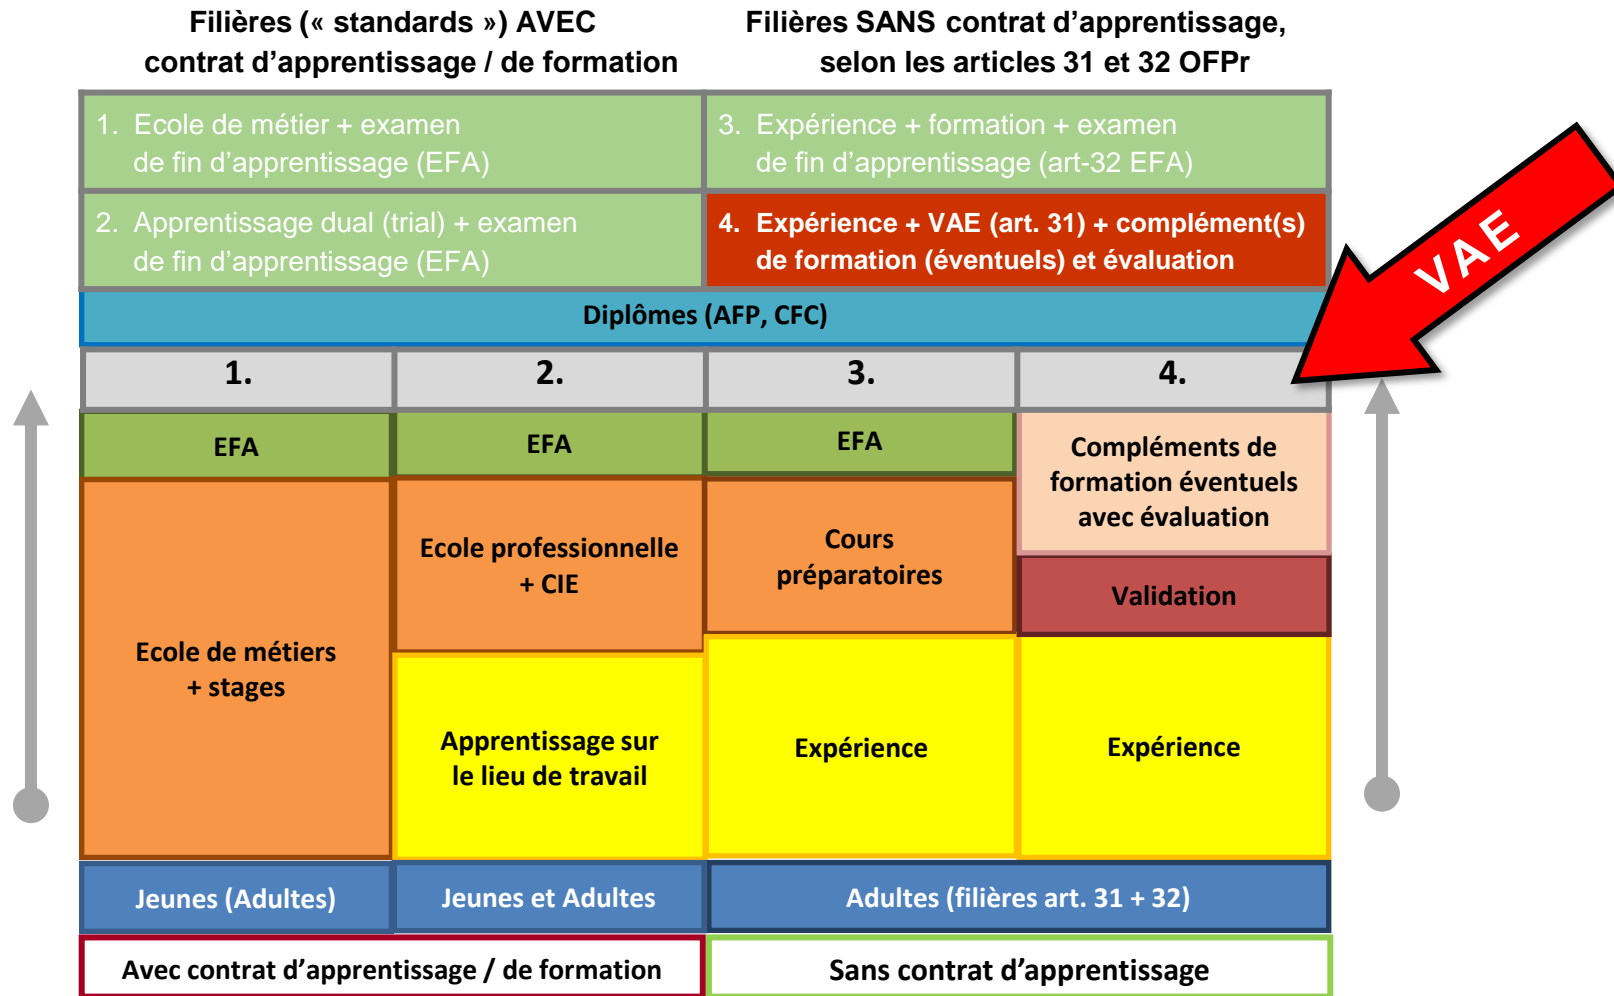 Filières (« standards ») AVEC
contrat d'apprentissage / de formation
Filières SANS contrat d'apprentissage,
selon les articles 31 et 32 OFPr
1. Ecole de métier + examen
de fin d'apprentissage (EFA)
3. Expérience + formation + examen
de fin d'apprentissage (art-32 EFA)
2. Apprentissage dual (trial) + examen
de fin d'apprentissage (EFA)
4. Expérience + VAE (art. 31) + complément(s)
de formation (éventuels) et évaluation
VAE
Diplômes (AFP, CFC)
1.
2.
3.
4.
EFA
EFA
EFA
Compléments de
formation éventuels
avec évaluation
Ecole de métiers
+ stages
Ecole professionnelle
+ CIE
Cours
préparatoires
Validation
Apprentissage sur
le lieu de travail
Expérience
Expérience
Jeunes (Adultes)
Jeunes et Adultes
Adultes (filières art. 31 + 32)
Avec contrat d'apprentissage / de formation
Sans contrat d'apprentissage